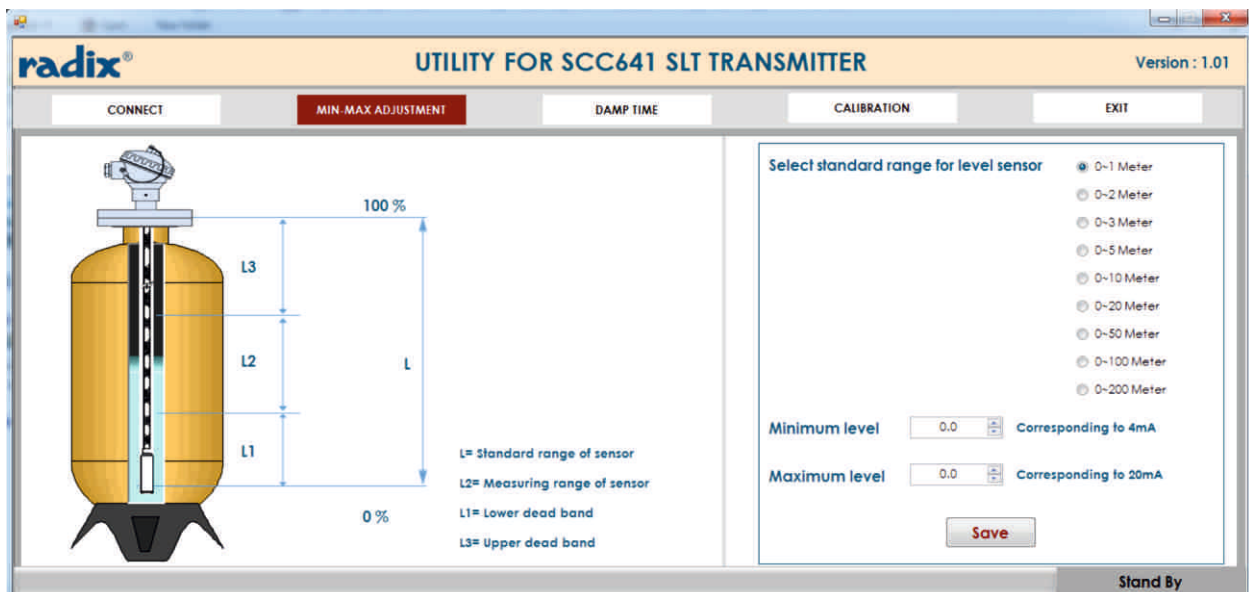 radix®
UTILITY FOR SCC641 SLT TRANSMITTER
Version : 1.01
CONNECT
MIN-MAX ADJUSTMENT
DAMP TIME
CALIBRATION
EXIT
100 %
L3
L2
L
L1
0 %
L= Standard range of sensor
L2= Measuring range of sensor
L1= Lower dead band
L3= Upper dead band
Select standard range for level sensor
0~1 Meter
0~2 Meter
0~3 Meter
0~5 Meter
0~10 Meter
0~20 Meter
0~50 Meter
0~100 Meter
0~200 Meter
Minimum level 0.0 Corresponding to 4mA
Maximum level 0.0 Corresponding to 20mA
Save
Stand By